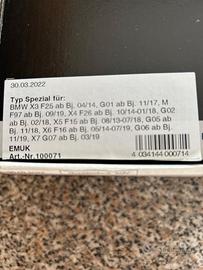 30.03.2022
Typ Spezial für:
BMW X3 F25 ab Bj. 04/14, G01 ab Bj. 11/17, M
F97 ab Bj. 09/19, X4 F26 ab Bj. 10/14-01/18, G02
ab Bj. 02/18, X5 F15 ab Bj. 08/13-07/18, G05 ab
Bj. 11/18, X6 F16 ab Bj. 05/14-07/19, G06 ab Bj.
11/19, X7 G07 ab Bj. 03/19
EMUK
Art.-Nr.100071
4 034144 000714